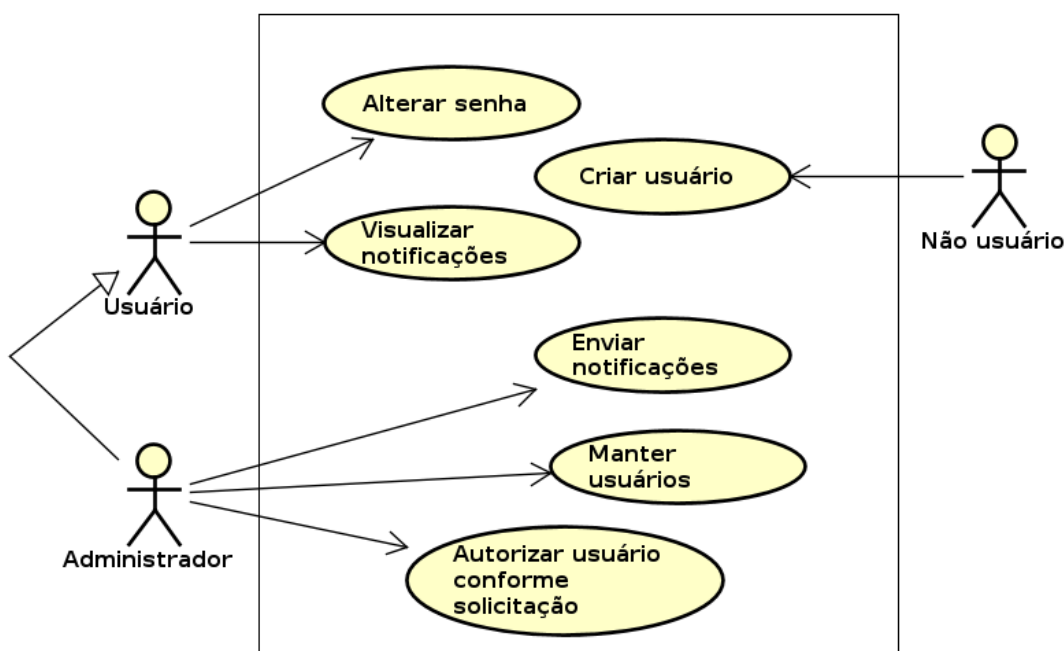 Alterar senha
Criar usuário
Visualizar
notificações
Não usuário
Usuário
Enviar
notificações
Manter
usuários
Administrador
Autorizar usuário
conforme
solicitação